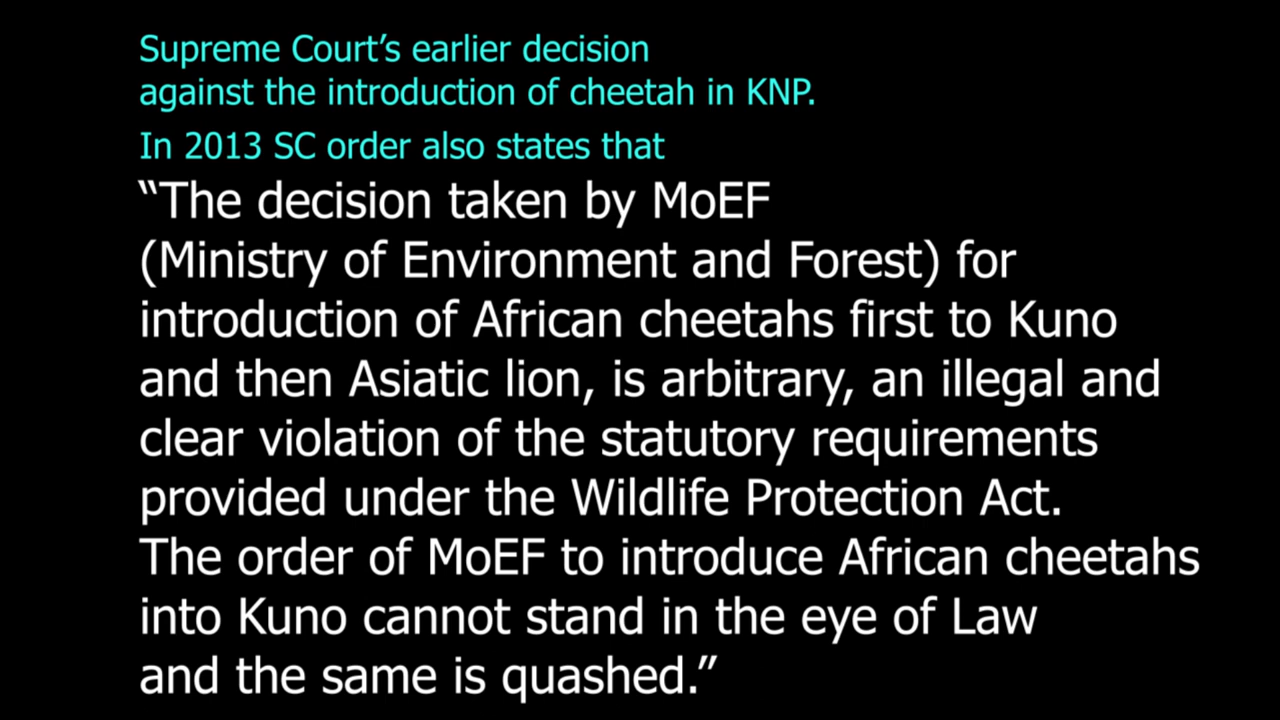 Supreme Court’s earlier decision
against the introduction of cheetah in KNP.
In 2013 SC order also states that
“The decision taken by MoEF
(Ministry of Environment and Forest) for
introduction of African cheetahs first to Kuno
and then Asiatic lion, is arbitrary, an illegal and
clear violation of the statutory requirements
provided under the Wildlife Protection Act.
The order of MoEF to introduce African cheetahs
into Kuno cannot stand in the eye of Law
and the same is quashed.”